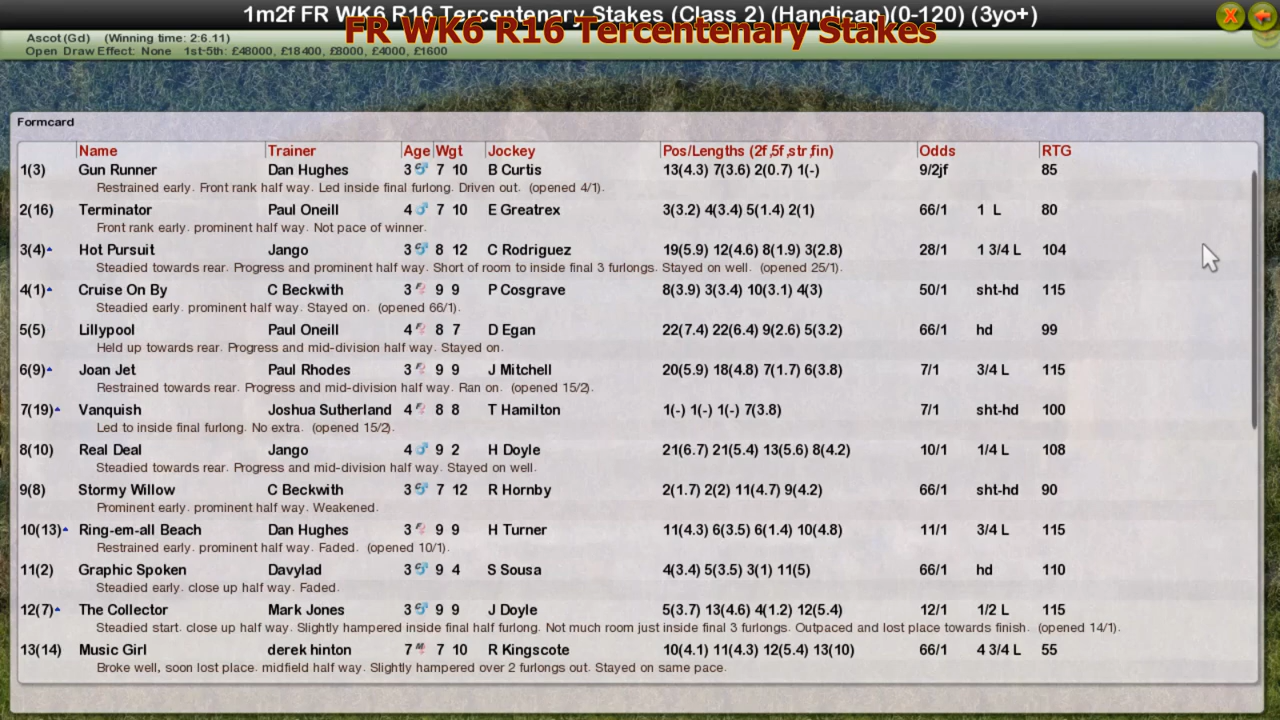 1m2f FR WK6 R16 Tercentenary Stakes (Class 2) (Handicap)(0-120) (3yo+)
FR WK6 R16 Tercentenary Stakes
Ascot(Gd) (Winning time: 2:6.11)
Open Draw Effect: None 1st-5th: £48000, £18400, £8000, £4000, £1600
Formcard
Name Trainer Age Wgt Jockey Pos/Lengths (2f,5f,str,fin) Odds RTG
1(3) Gun Runner Dan Hughes 3 7 10 B Curtis 13(4.3) 7(3.6) 2(0.7) 1(-) 9/2jf 85
Restrained early. Front rank half way. Led inside final furlong. Driven out. (opened 4/1).
2(16) Terminator Paul Oneill 4 7 10 E Greatrex 3(3.2) 4(3.4) 5(1.4) 2(1) 66/1 1 L 80
Front rank early. prominent half way. Not pace of winner.
3(4) Hot Pursuit Jango 3 8 12 C Rodriguez 19(5.9) 12(4.6) 8(1.9) 3(2.8) 28/1 1 3/4 L 104
Steadied towards rear. Progress and prominent half way. Short of room to inside final 3 furlongs. Stayed on well. (opened 25/1).
4(1) Cruise On By C Beckwith 3 9 9 P Cosgrave 8(3.9) 3(3.4) 10(3.1) 4(3) 50/1 sht-hd 115
Steadied early. prominent half way. Stayed on. (opened 66/1).
5(5) Lillypool Paul Oneill 4 8 7 D Egan 22(7.4) 22(6.4) 9(2.6) 5(3.2) 66/1 hd 99
Held up towards rear. Progress and mid-division half way. Stayed on.
6(9) Joan Jet Paul Rhodes 3 9 9 J Mitchell 20(5.9) 18(4.8) 7(1.7) 6(3.8) 7/1 3/4 L 115
Restrained towards rear. Progress and mid-division half way. Ran on. (opened 15/2).
7(19) Vanquish Joshua Sutherland 4 8 8 T Hamilton 1(-) 1(-) 1(-) 7(3.8) 7/1 sht-hd 100
Led to inside final furlong. No extra. (opened 15/2).
8(10) Real Deal Jango 4 9 2 H Doyle 21(6.7) 21(5.4) 13(5.6) 8(4.2) 10/1 1/4 L 108
Steadied towards rear. Progress and mid-division half way. Stayed on well.
9(8) Stormy Willow C Beckwith 3 7 12 R Hornby 2(1.7) 2(2) 11(4.7) 9(4.2) 66/1 sht-hd 90
Prominent early. prominent half way. Weakened.
10(13) Ring-em-all Beach Dan Hughes 3 9 9 H Turner 11(4.3) 6(3.5) 6(1.4) 10(4.8) 11/1 3/4 L 115
Restrained early. prominent half way. Faded. (opened 10/1).
11(2) Graphic Spoken Davylad 3 9 4 S Sousa 4(3.4) 5(3.5) 3(1) 11(5) 66/1 hd 110
Steadied early. close up half way. Faded.
12(7) The Collector Mark Jones 3 9 9 J Doyle 5(3.7) 13(4.6) 4(1.2) 12(5.4) 12/1 1/2 L 115
Steadied start. close up half way. Slightly hampered inside final half furlong. Not much room just inside final 3 furlongs. Outpaced and lost place towards finish. (opened 14/1).
13(14) Music Girl derek hinton 7 7 10 R Kingscote 10(4.1) 11(4.3) 12(5.4) 13(10) 66/1 4 3/4 L 55
Broke well, soon lost place. midfield half way. Slightly hampered over 2 furlongs out. Stayed on same pace.